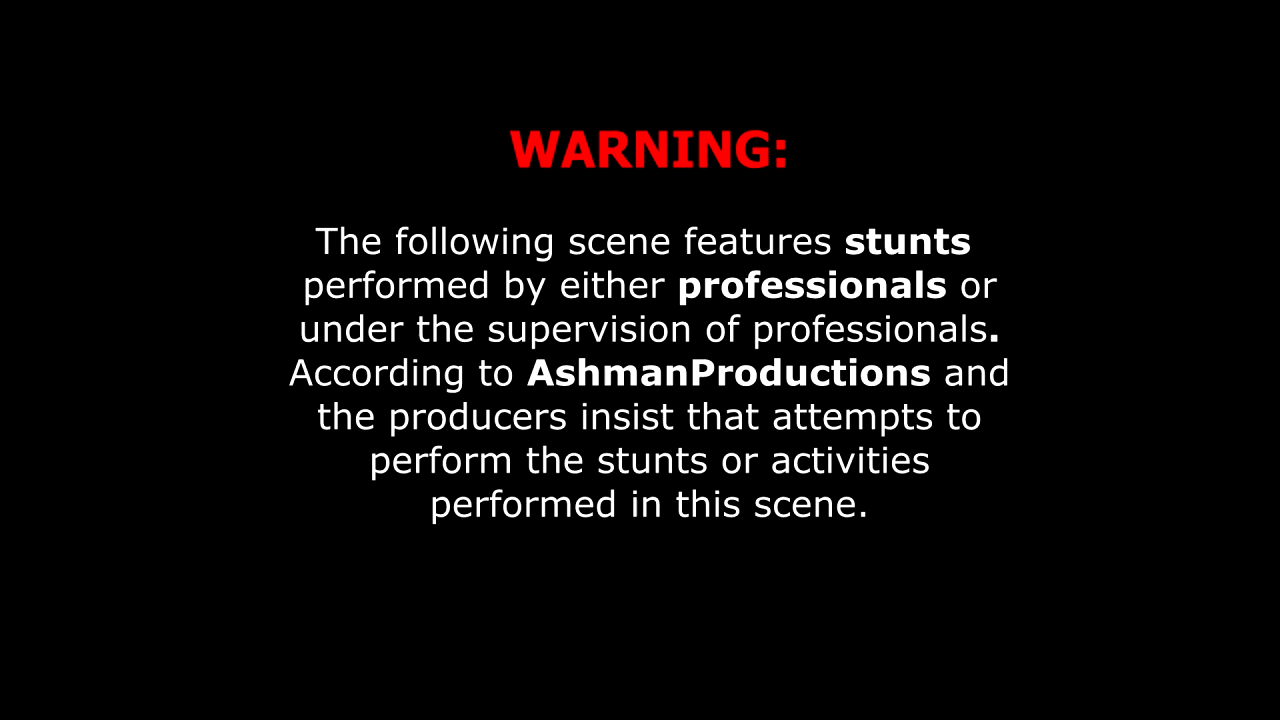 WARNING:
The following scene features stunts
performed by either professionals or
under the supervision of professionals.
According to AshmanProductions and
the producers insist that attempts to
perform the stunts or activities
performed in this scene.